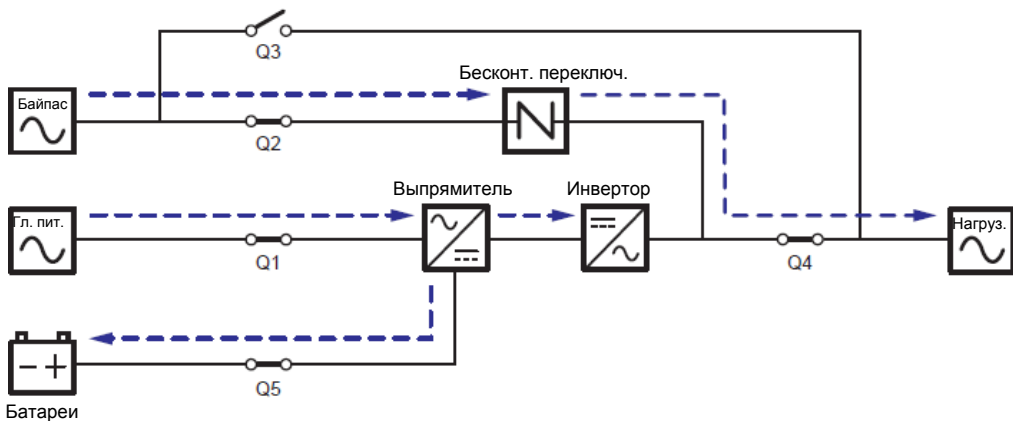 Q3
Бесконт. переключ.
Байпас
Q2
Выпрямитель
Инвертор
Гл. пит.
Нагруз.
Q1
Q4
Q5
Батареи